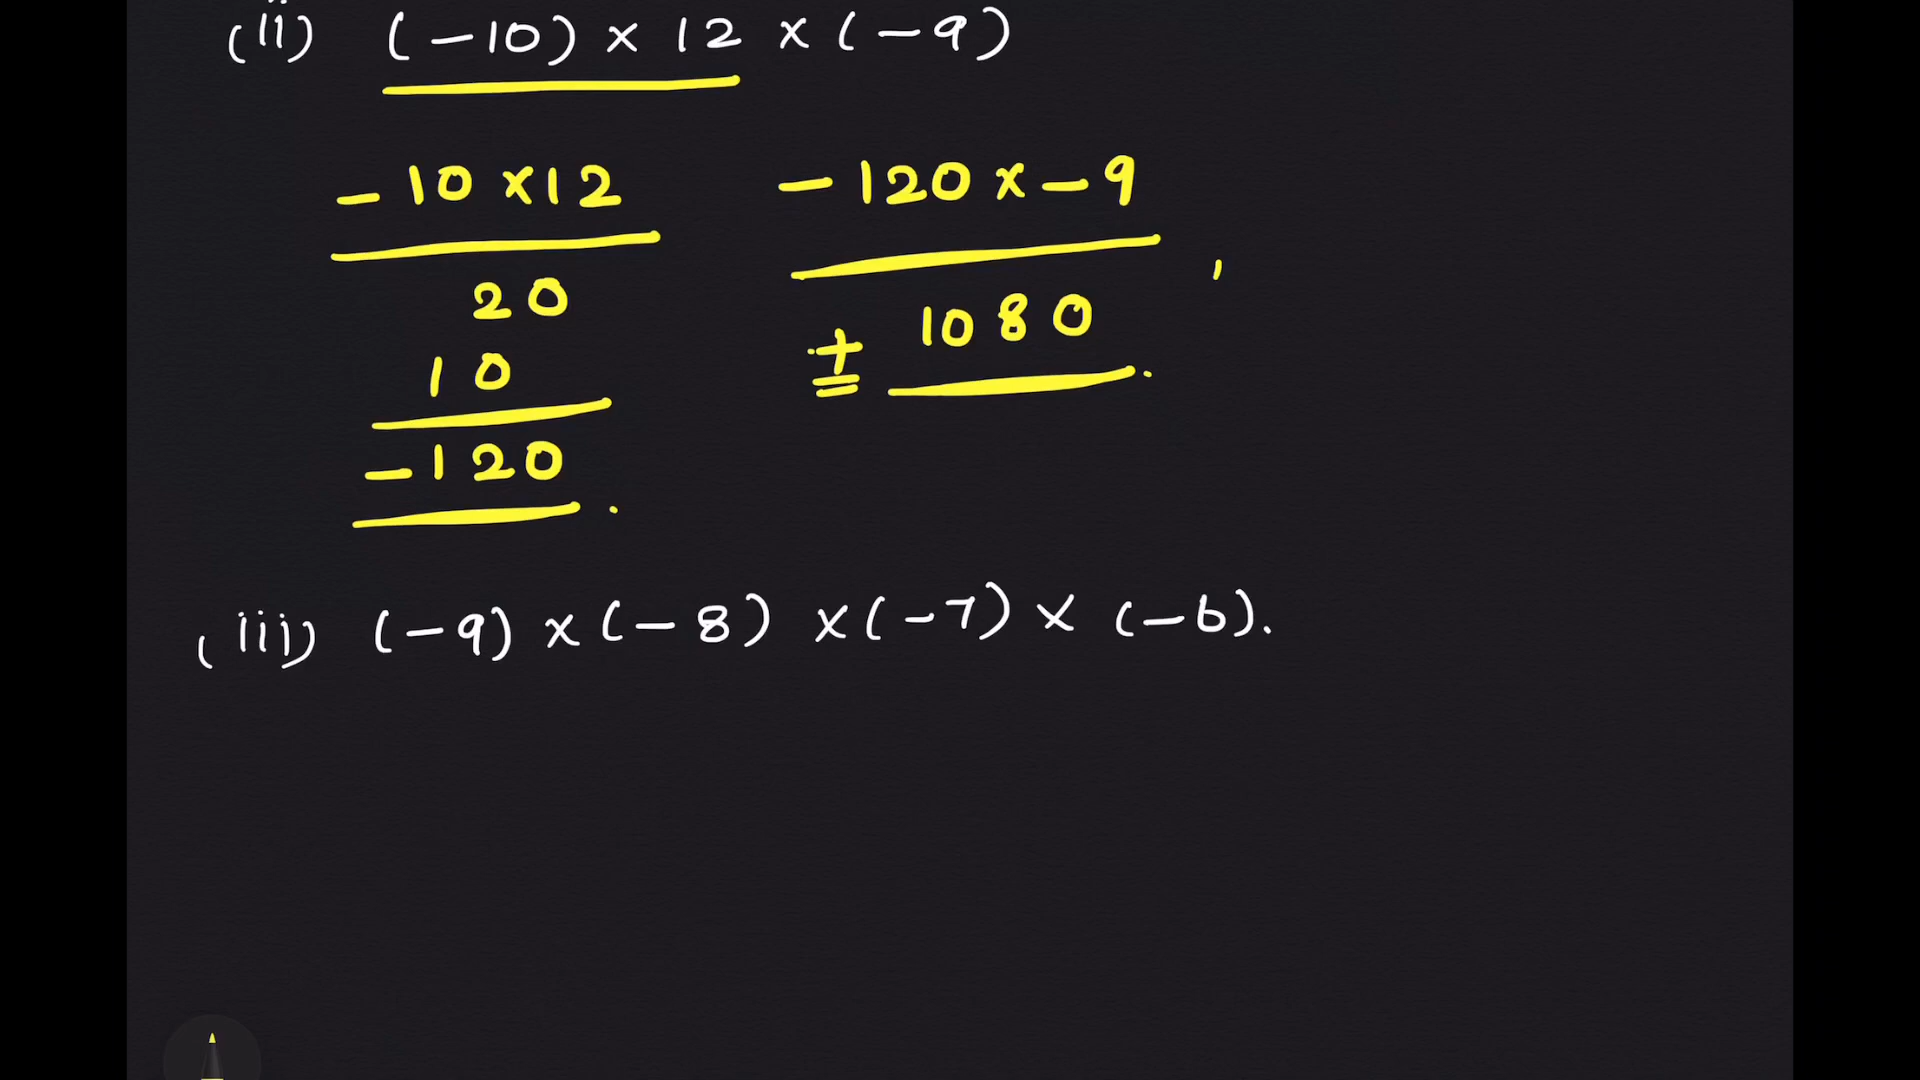 (ii) (-10) × 12 × (-9)
-10 × 12
20
10
-120.
-120 × -9
+ 1080.
(iii) (-9) × (-8) × (-7) × (-6).